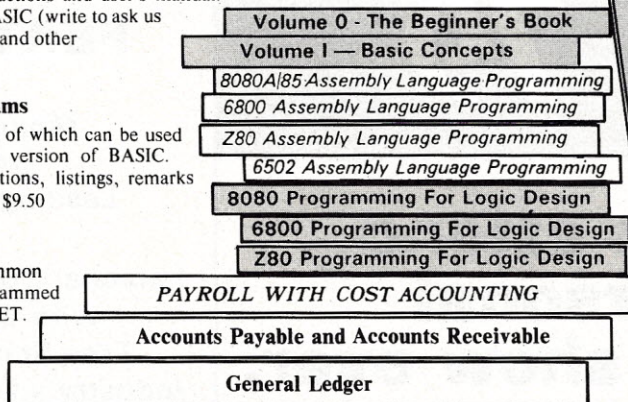 ASIC (write to ask us
and other
ams
of which can be used
version of BASIC.
tions, listings, remarks
$9.50
nmon
ammed
ET.
Volume 0 - The Beginner's Book
Volume I — Basic Concepts
8080A/85 Assembly Language Programming
6800 Assembly Language Programming
Z80 Assembly Language Programming
6502 Assembly Language Programming
8080 Programming For Logic Design
6800 Programming For Logic Design
Z80 Programming For Logic Design
PAYROLL WITH COST ACCOUNTING
Accounts Payable and Accounts Receivable
General Ledger